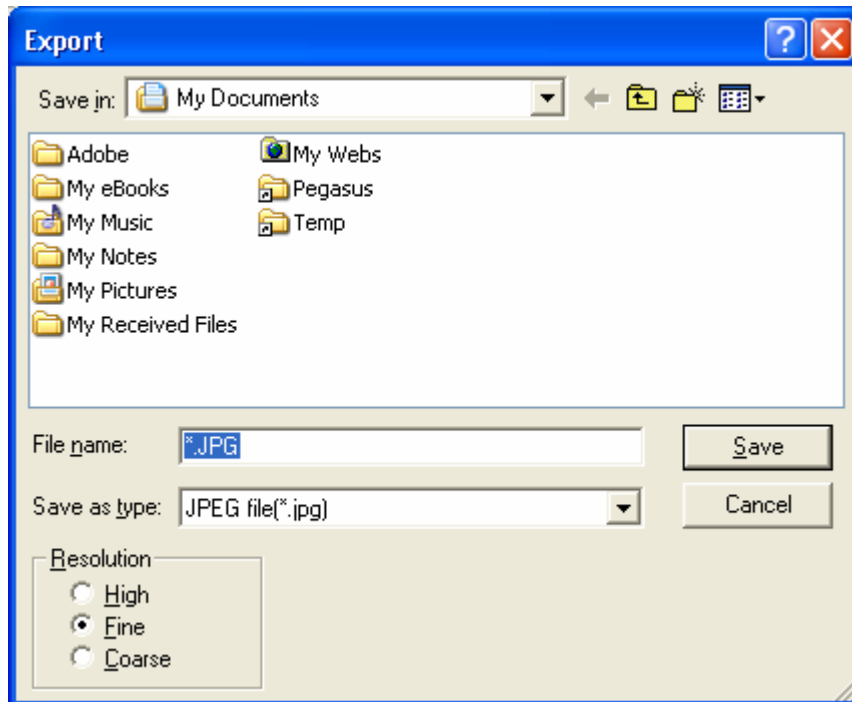 Export
Save in: My Documents
Adobe
My eBooks
My Music
My Notes
My Pictures
My Received Files
My Webs
Pegasus
Temp
File name: *.JPG Save
Save as type: JPEG file(*.jpg) Cancel
Resolution
High
Fine
Coarse